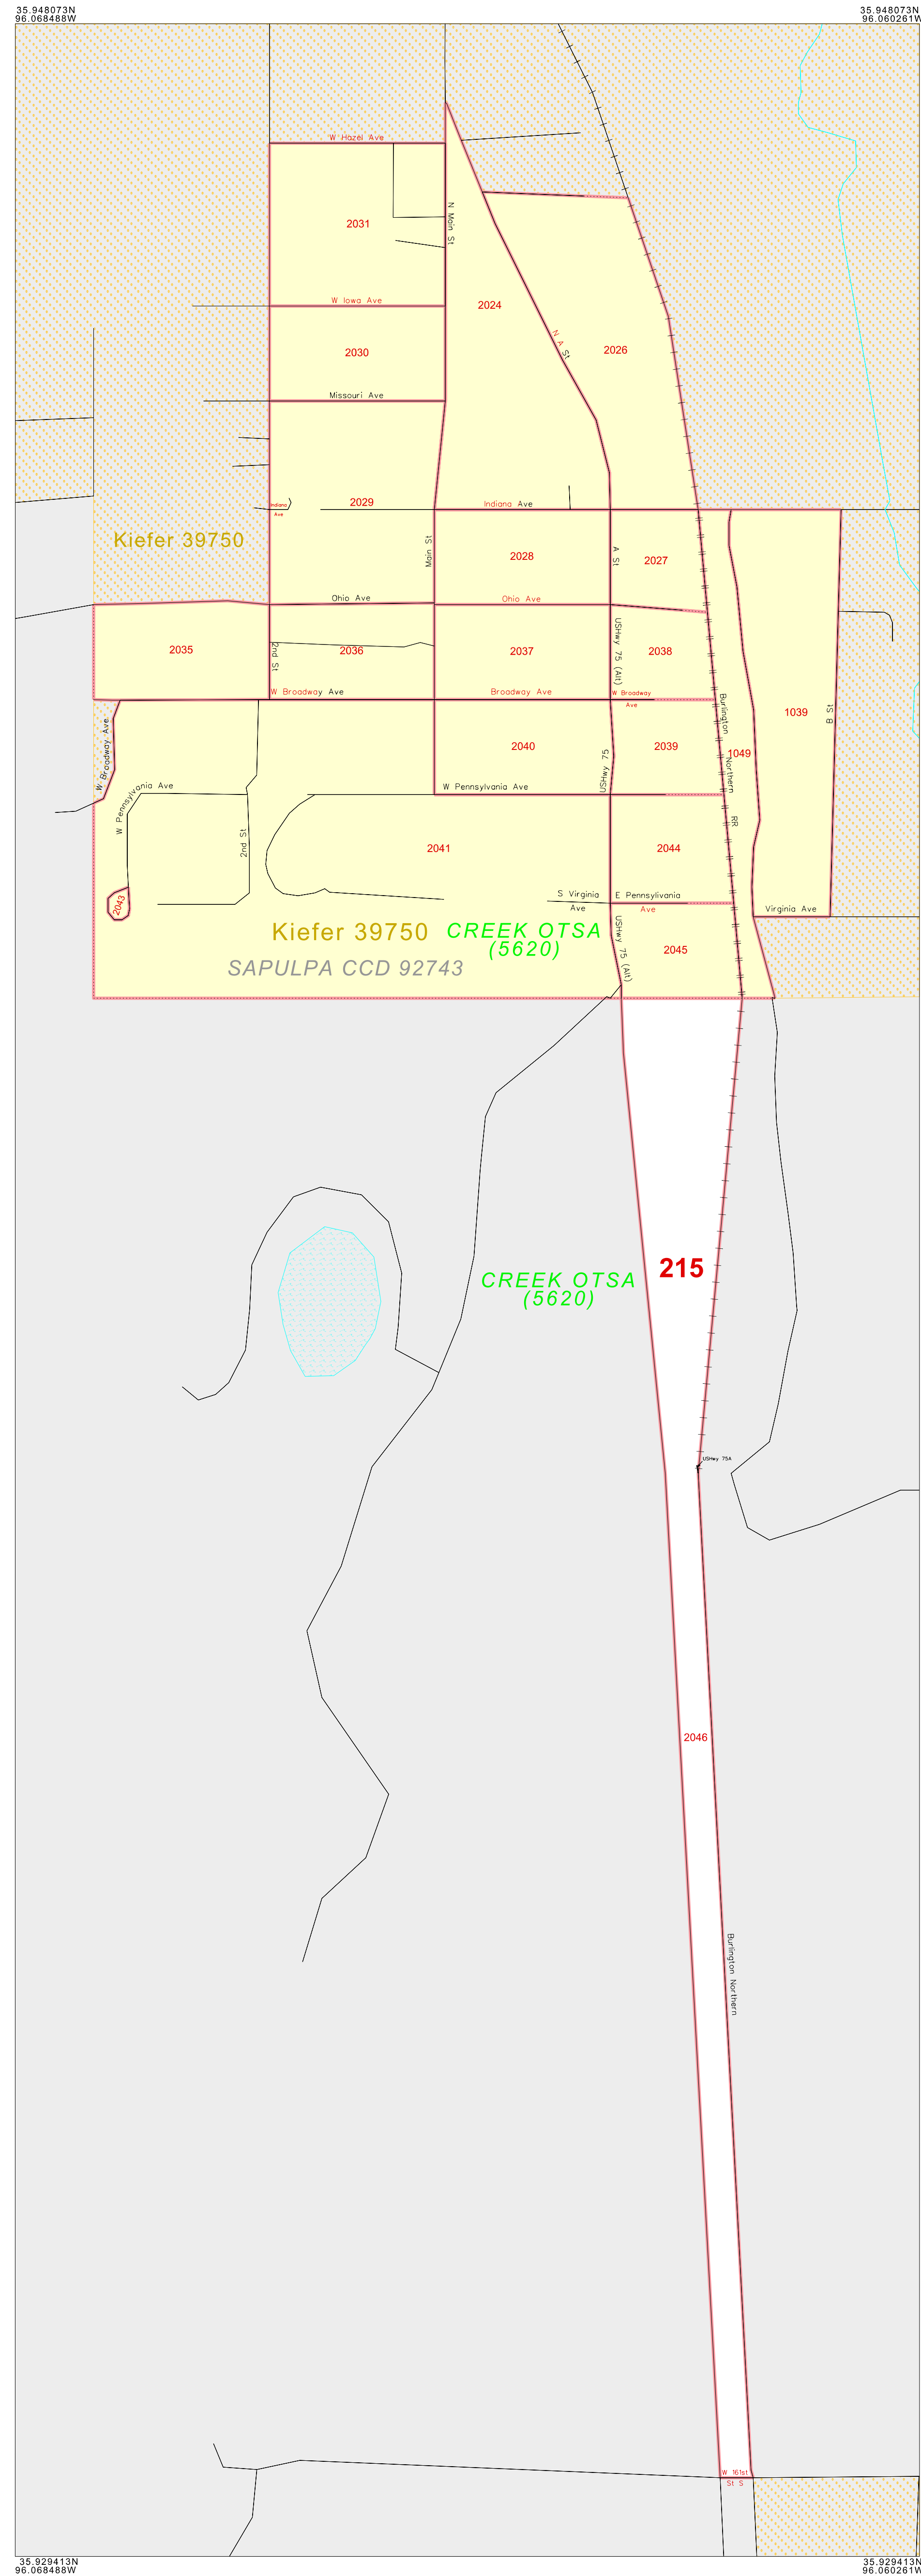 35.948073N
96.068488W
35.948073N
96.060261W
W Hazel Ave
2031
N Main St
2024
W Iowa Ave
2030
N A St
2026
Missouri Ave
2029
Indiana
Ave
Indiana Ave
Kiefer 39750
Main St
2028
A St
2027
Ohio Ave
Ohio Ave
2035
2nd St
2036
2037
USHwy 75 (Alt)
2038
W Broadway Ave
Broadway Ave
W Broadway
Ave
Burlington Northern RR
1039
B St
W Broadway Ave
2040
USHwy 75
2039
1049
W Pennsylvania Ave
W Pennsylvania Ave
2nd St
2041
2044
2043
S Virginia
Ave
E Pennsylvania
Ave
Virginia Ave
Kiefer 39750
CREEK OTSA
(5620)
USHwy 75 (Alt)
2045
SAPULPA CCD 92743
215
CREEK OTSA
(5620)
USHwy 75A
2046
Burlington Northern
W 161st
St S
35.929413N
96.068488W
35.929413N
96.060261W